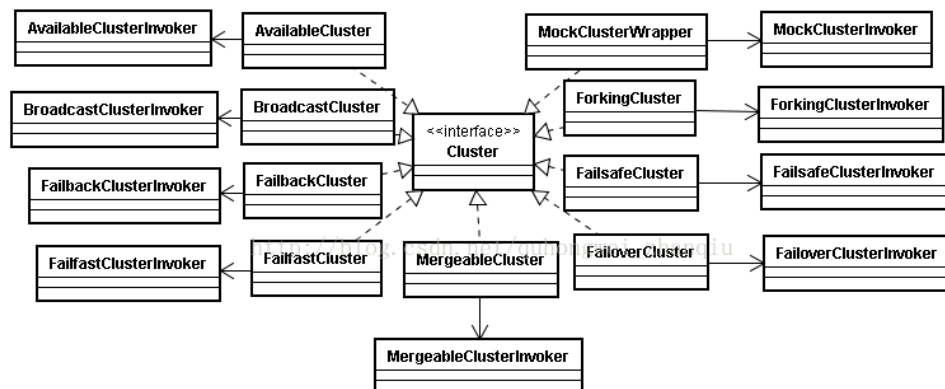 AvailableClusterInvoker
AvailableCluster
MockClusterWrapper
MockClusterInvoker
BroadcastClusterInvoker
BroadcastCluster
<<interface>>
Cluster
ForkingCluster
ForkingClusterInvoker
FailbackClusterInvoker
FailbackCluster
FailsafeCluster
FailsafeClusterInvoker
FailfastClusterInvoker
FailfastCluster
MergeableCluster
FailoverCluster
FailoverClusterInvoker
MergeableClusterInvoker